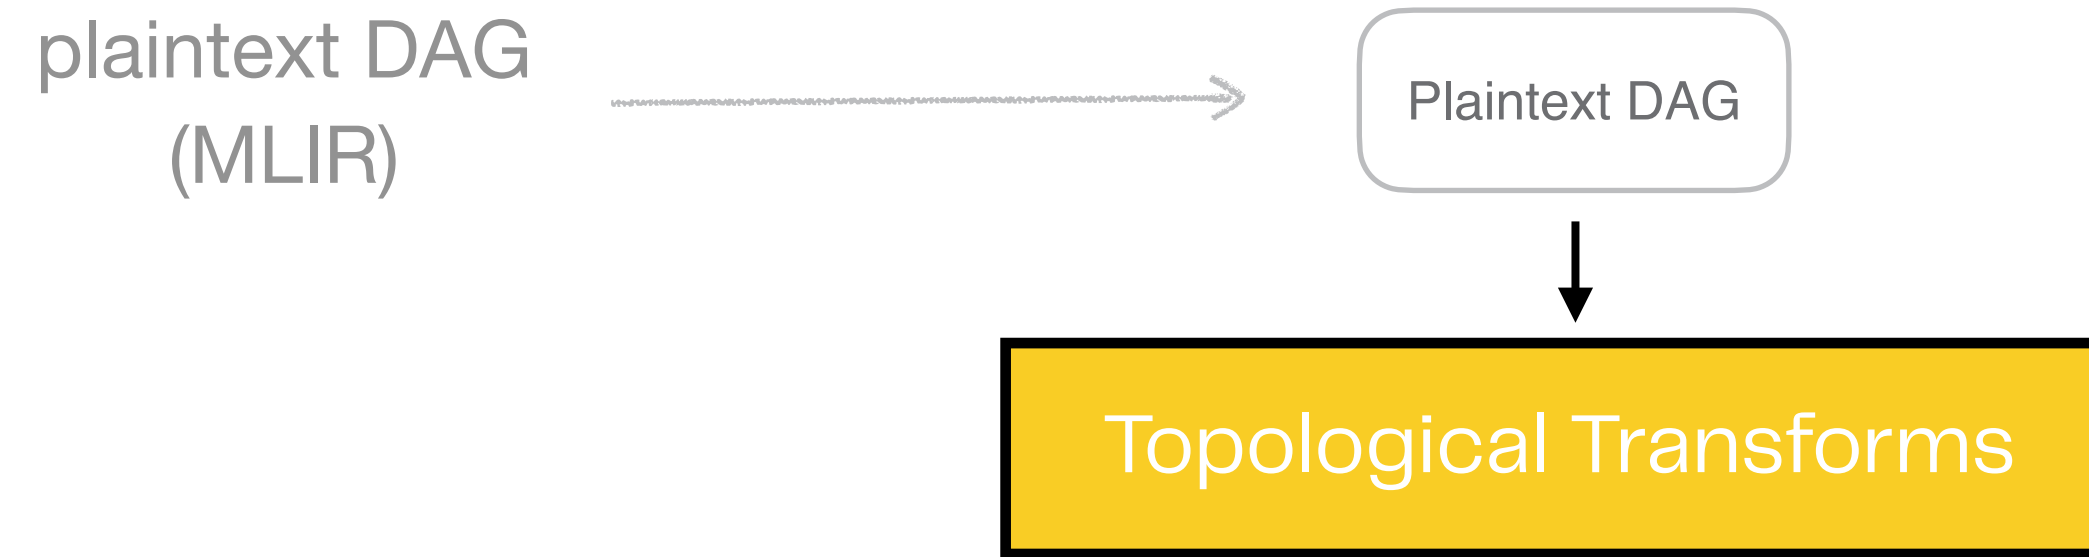 plaintext DAG
(MLIR)
Plaintext DAG
Topological Transforms